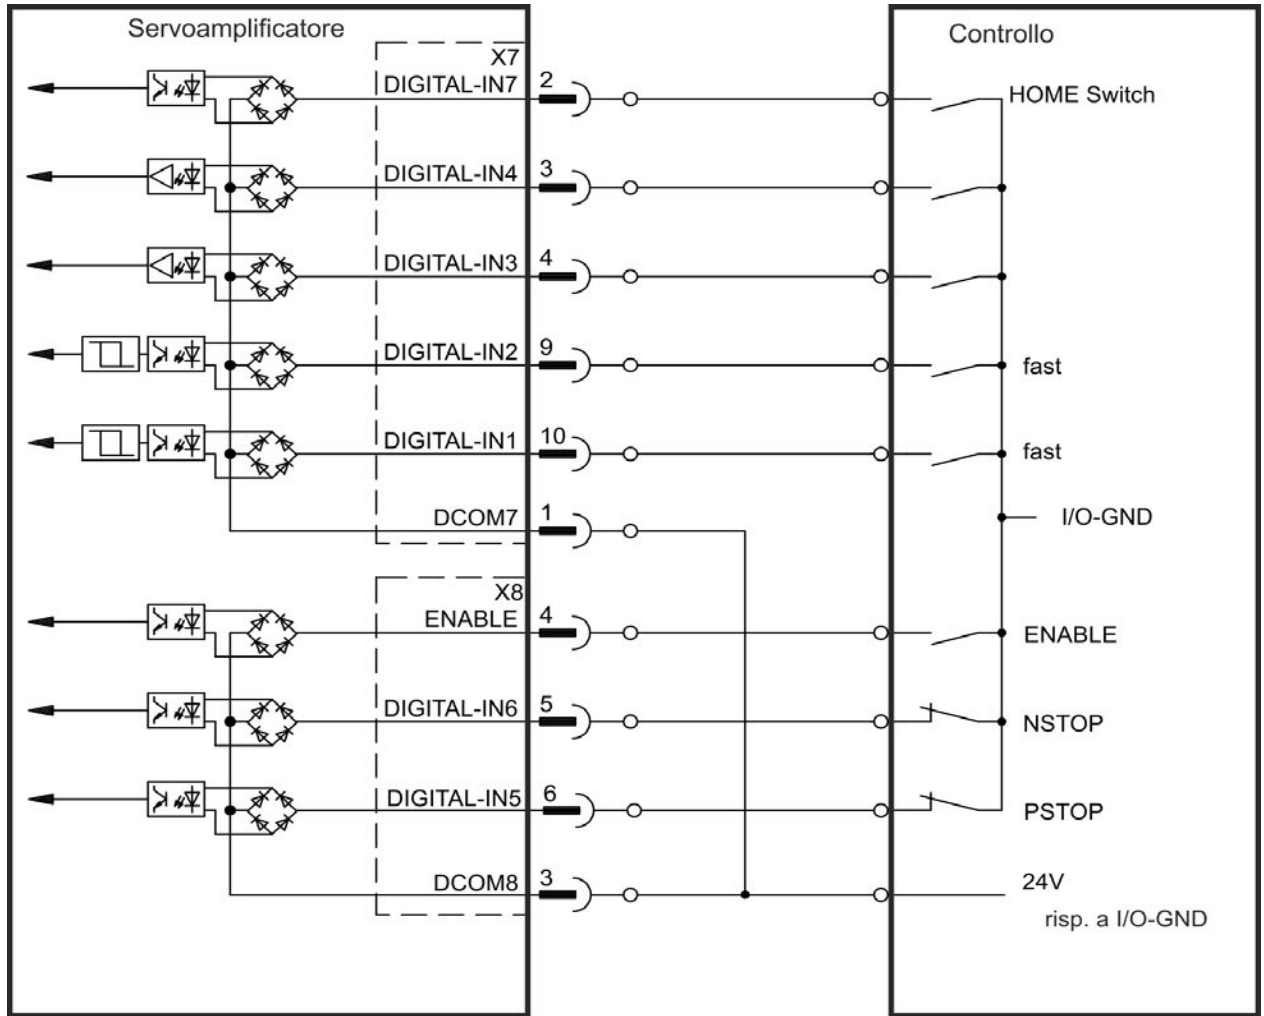 Servoamplificatore
Controllo
X7
DIGITAL-IN7 2 HOME Switch
DIGITAL-IN4 3
DIGITAL-IN3 4
DIGITAL-IN2 9 fast
DIGITAL-IN1 10 fast
DCOM7 1 I/O-GND
X8
ENABLE 4 ENABLE
DIGITAL-IN6 5 NSTOP
DIGITAL-IN5 6 PSTOP
DCOM8 3 24V
risp. a I/O-GND